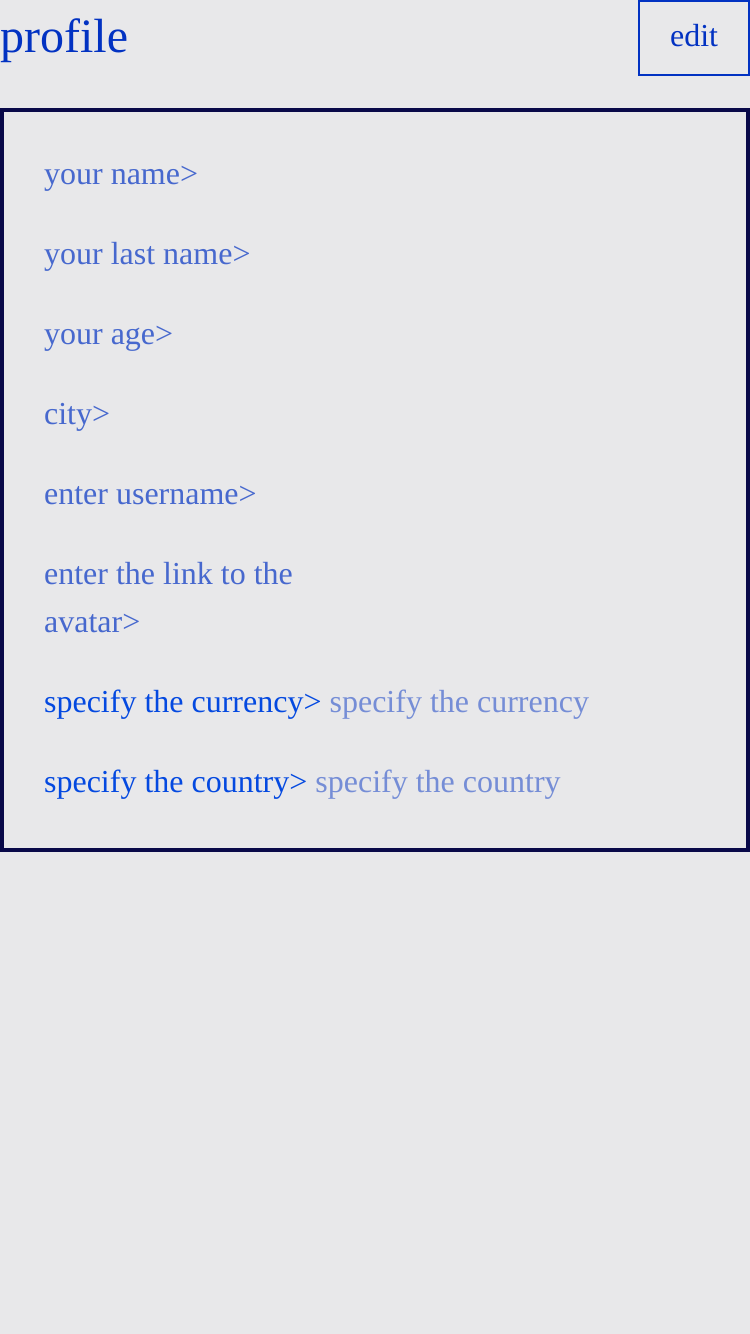 profile
edit
your name>
your last name>
your age>
city>
enter username>
enter the link to the
avatar>
specify the currency> specify the currency
specify the country> specify the country